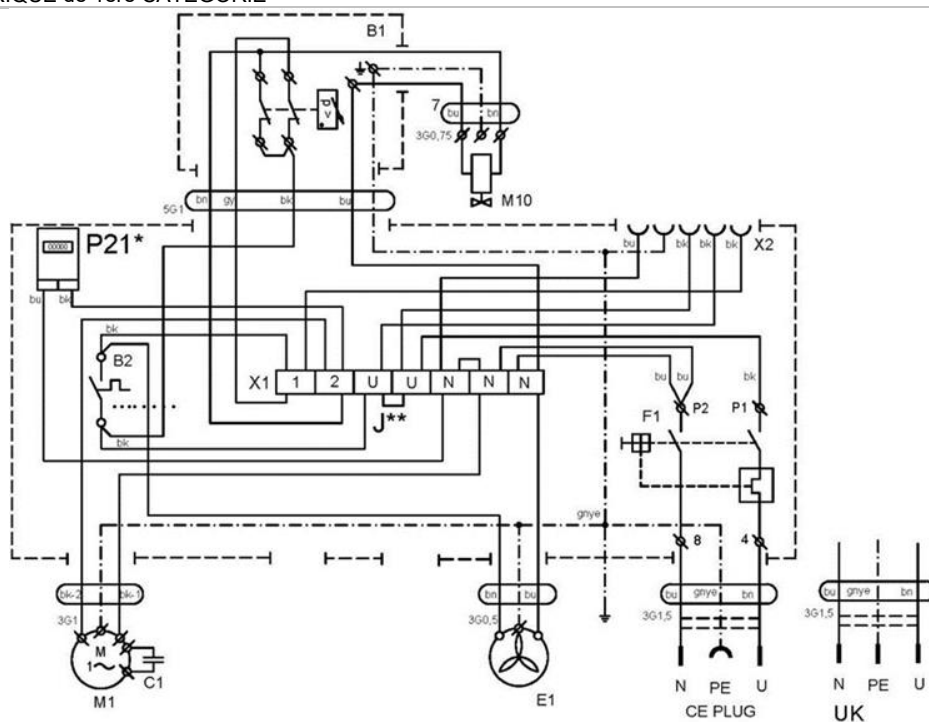 B1
d v
7
bu bn
3G0,75
M10
5G1 bn gy bk bu
P21*
00000
bu bk bk bk
X2
bu bk
bk
B2
X1 1 2 U U N N N
J**
bk
bu bu bk
F1 P2 P1
gnye
8 4
bk-2 bk-1
3G1
M
1~
C1
M1
bn bu
3G0,5
E1
bu gnye bn
3G1,5
N PE U
CE PLUG
bu gnye bn
3G1,5
N PE U
UK